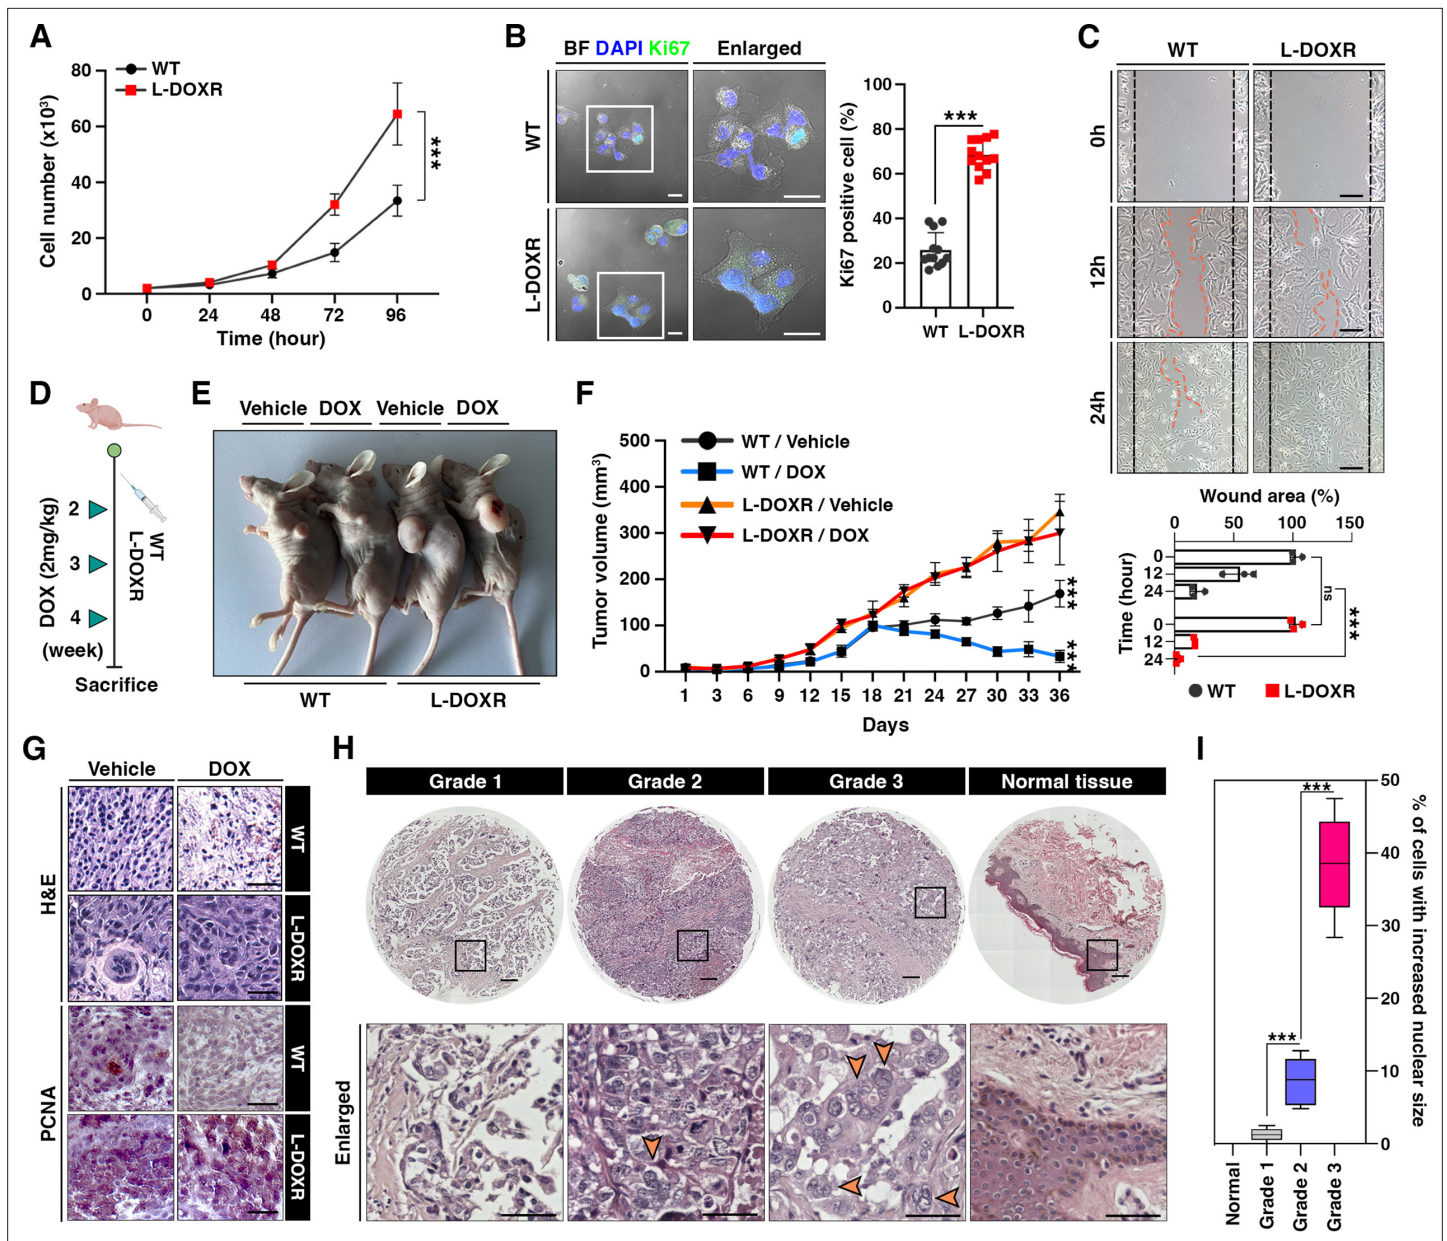 A
WT
L-DOXR
Cell number (x10³)
80
60
40
20
0
***
0 24 48 72 96
Time (hour)
B
BF DAPI Ki67
Enlarged
WT
L-DOXR
Ki67 positive cell (%)
100
80
60
40
20
0
***
WT L-DOXR
C
WT
L-DOXR
0h
12h
24h
Wound area (%)
0 50 100 150
Time (hour)
0
12
24
0
12
24
ns
***
WT
L-DOXR
D
DOX (2mg/kg)
2
3
4
(week)
WT
L-DOXR
Sacrifice
E
Vehicle DOX Vehicle DOX
WT
L-DOXR
F
Tumor volume (mm³)
500
400
300
200
100
0
WT / Vehicle
WT / DOX
L-DOXR / Vehicle
L-DOXR / DOX
***
***
1 3 6 9 12 15 18 21 24 27 30 33 36
Days
G
Vehicle
DOX
H&E
WT
L-DOXR
PCNA
WT
L-DOXR
H
Grade 1
Grade 2
Grade 3
Normal tissue
Enlarged
I
50
40
30
20
10
0
% of cells with increased nuclear size
***
***
Normal
Grade 1
Grade 2
Grade 3